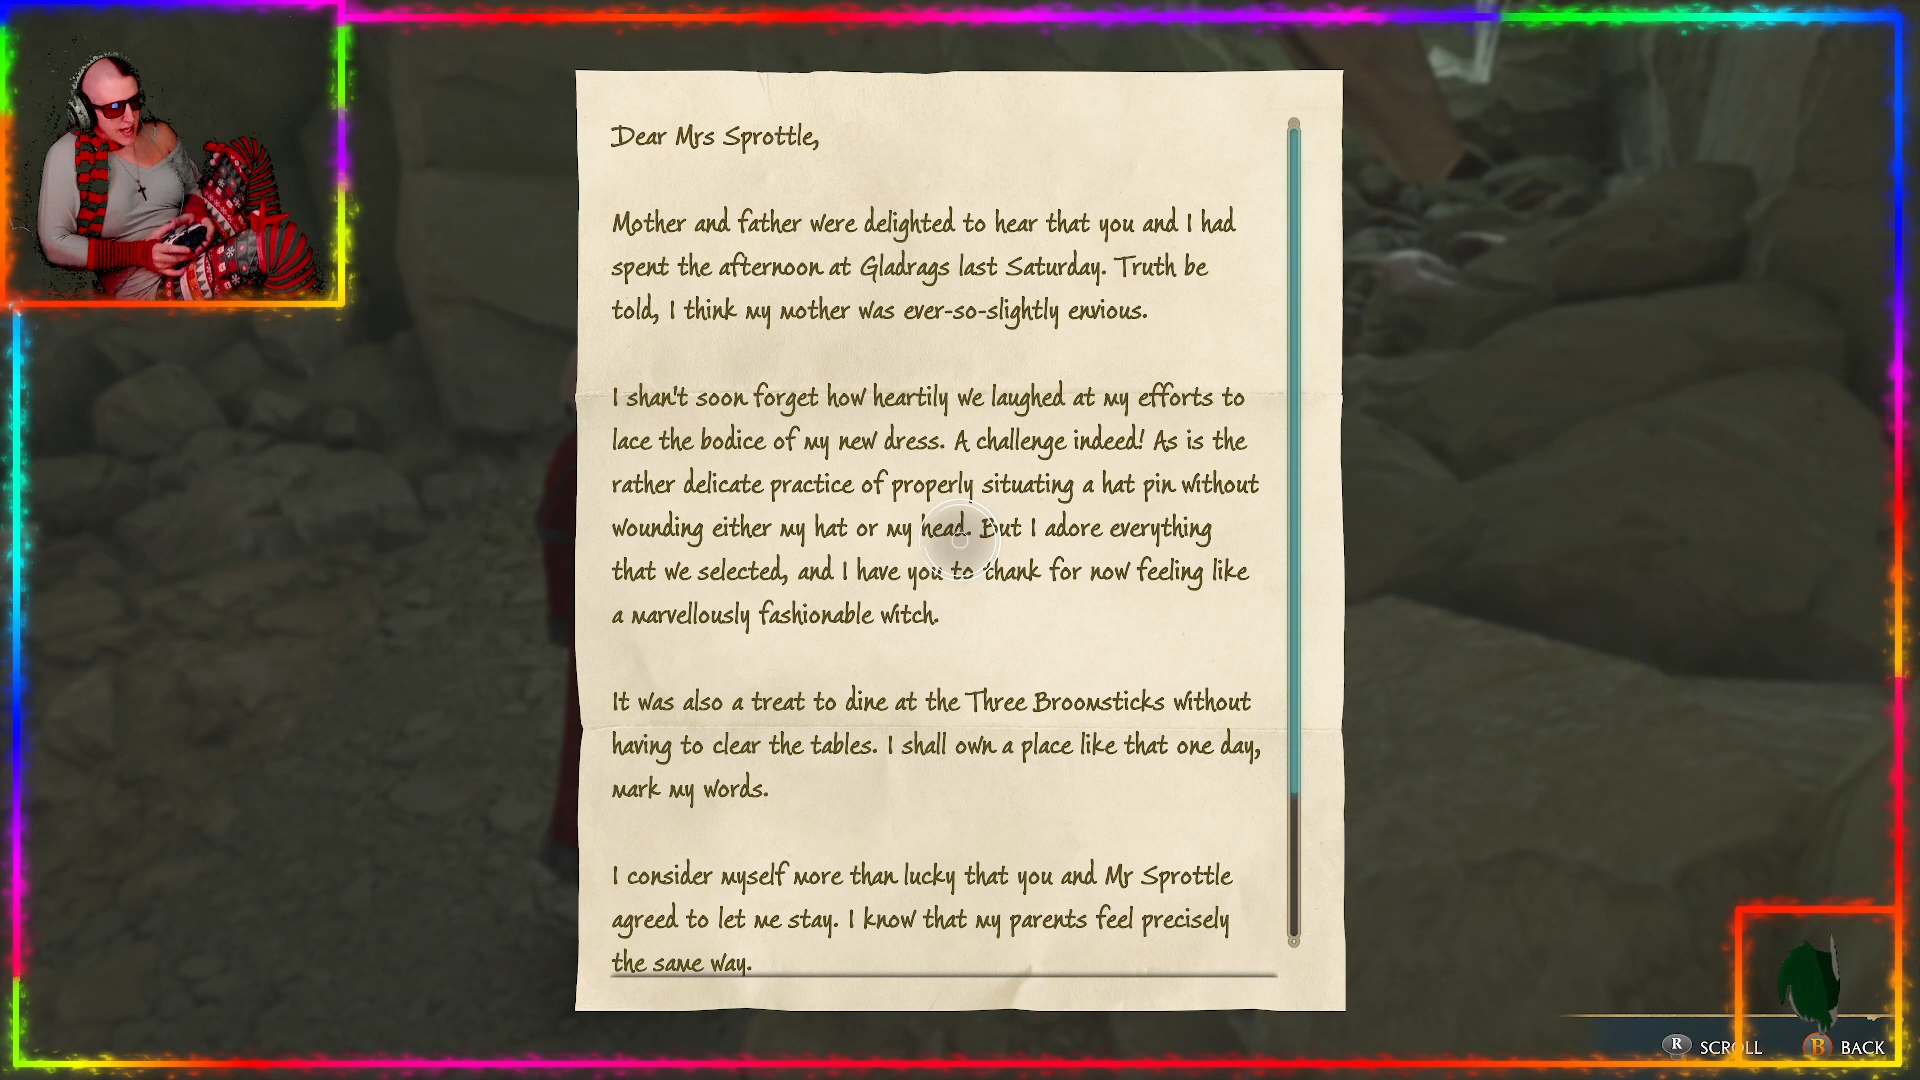 Dear Mrs Sprottle,
Mother and father were delighted to hear that you and I had
spent the afternoon at Gladrags last Saturday. Truth be
told, I think my mother was ever-so-slightly envious.
I shan't soon forget how heartily we laughed at my efforts to
lace the bodice of my new dress. A challenge indeed! As is the
rather delicate practice of properly situating a hat pin without
wounding either my hat or my head. But I adore everything
that we selected, and I have you to thank for now feeling like
a marvellously fashionable witch.
It was also a treat to dine at the Three Broomsticks without
having to clear the tables. I shall own a place like that one day,
mark my words.
I consider myself more than lucky that you and Mr Sprottle
agreed to let me stay. I know that my parents feel precisely
the same way.
R SCROLL B BACK